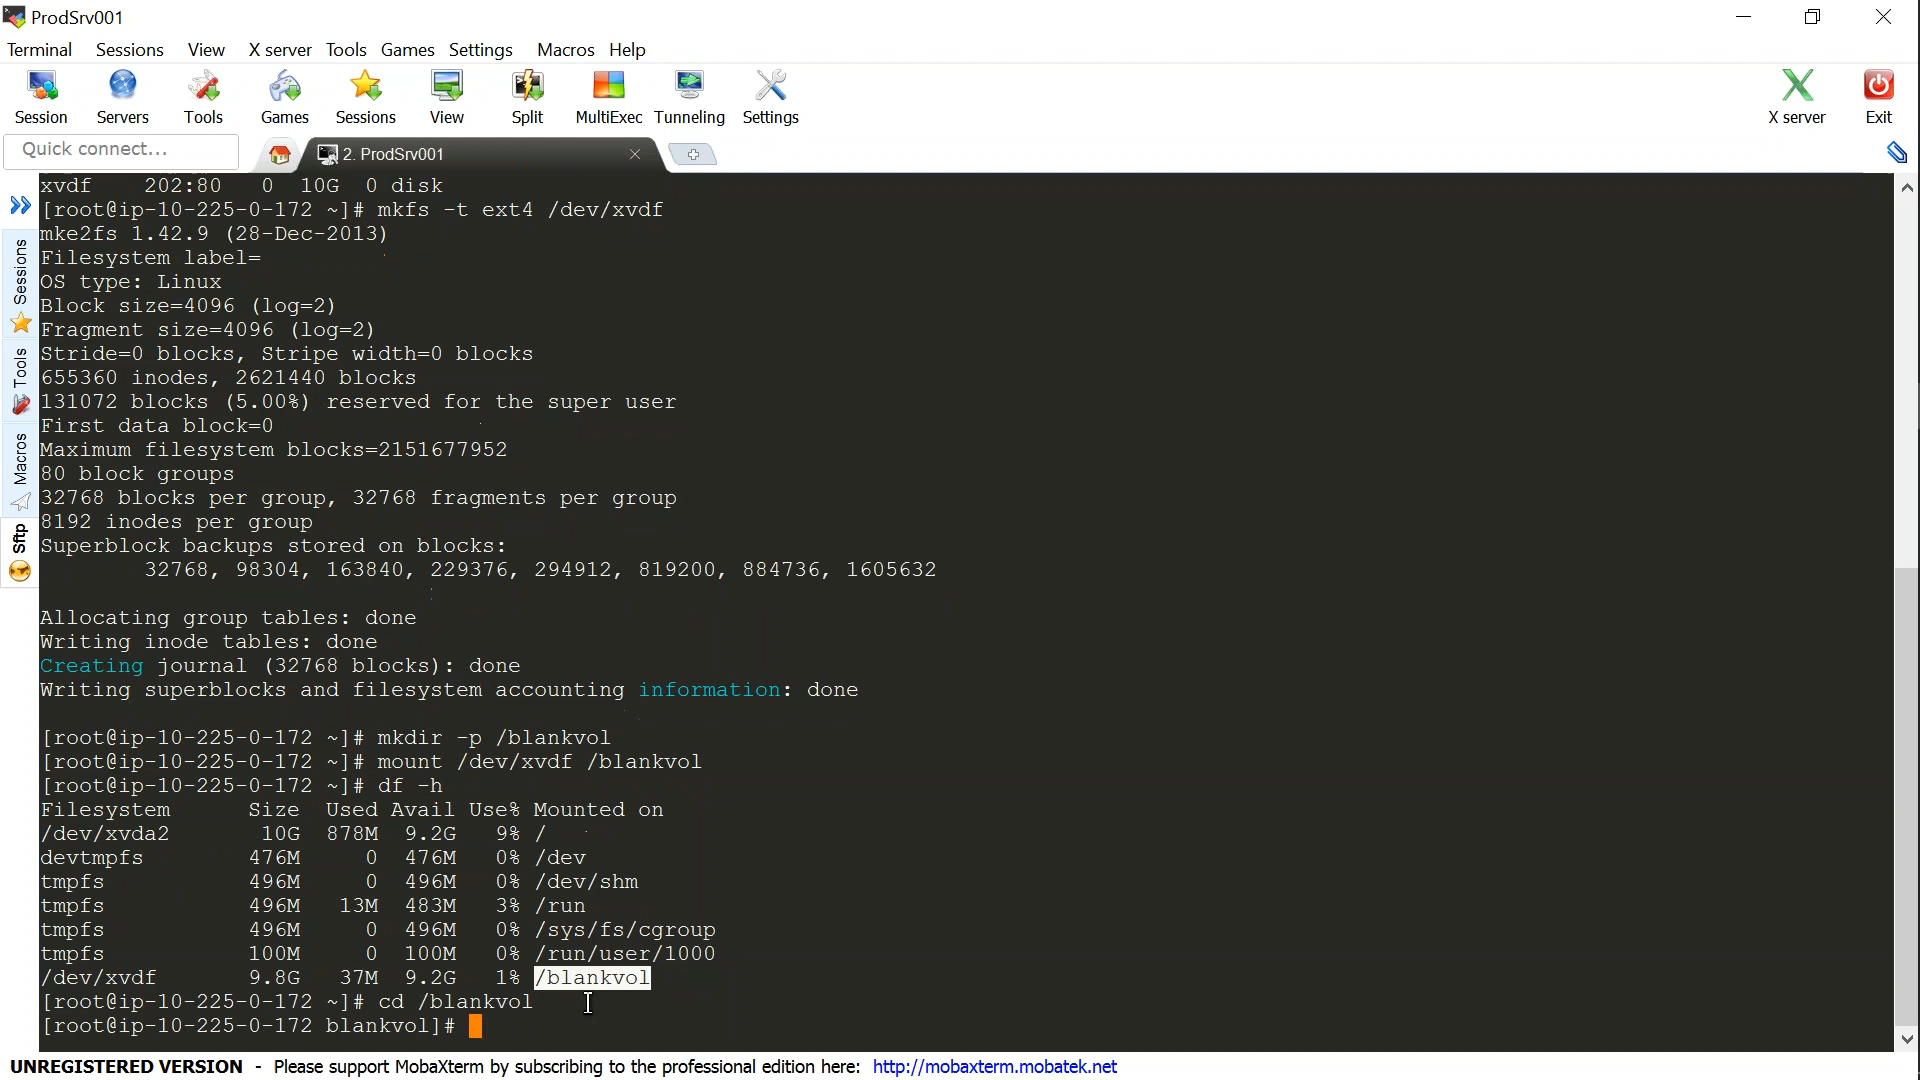 ProdSrv001
Terminal Sessions View X server Tools Games Settings Macros Help
Session Servers Tools Games Sessions View Split MultiExec Tunneling Settings X server Exit
Quick connect...
2. ProdSrv001
Sessions
Tools
Macros
Sftp
xvdf    202:80   0  10G  0 disk
[root@ip-10-225-0-172 ~]# mkfs -t ext4 /dev/xvdf
mke2fs 1.42.9 (28-Dec-2013)
Filesystem label=
OS type: Linux
Block size=4096 (log=2)
Fragment size=4096 (log=2)
Stride=0 blocks, Stripe width=0 blocks
655360 inodes, 2621440 blocks
131072 blocks (5.00%) reserved for the super user
First data block=0
Maximum filesystem blocks=2151677952
80 block groups
32768 blocks per group, 32768 fragments per group
8192 inodes per group
Superblock backups stored on blocks:
        32768, 98304, 163840, 229376, 294912, 819200, 884736, 1605632
Allocating group tables: done
Writing inode tables: done
Creating journal (32768 blocks): done
Writing superblocks and filesystem accounting information: done
[root@ip-10-225-0-172 ~]# mkdir -p /blankvol
[root@ip-10-225-0-172 ~]# mount /dev/xvdf /blankvol
[root@ip-10-225-0-172 ~]# df -h
Filesystem      Size  Used Avail Use% Mounted on
/dev/xvda2       10G  878M  9.2G   9% /
devtmpfs        476M     0  476M   0% /dev
tmpfs           496M     0  496M   0% /dev/shm
tmpfs           496M   13M  483M   3% /run
tmpfs           496M     0  496M   0% /sys/fs/cgroup
tmpfs           100M     0  100M   0% /run/user/1000
/dev/xvdf       9.8G   37M  9.2G   1% /blankvol
[root@ip-10-225-0-172 ~]# cd /blankvol
[root@ip-10-225-0-172 blankvol]#
UNREGISTERED VERSION - Please support MobaXterm by subscribing to the professional edition here: http://mobaxterm.mobatek.net